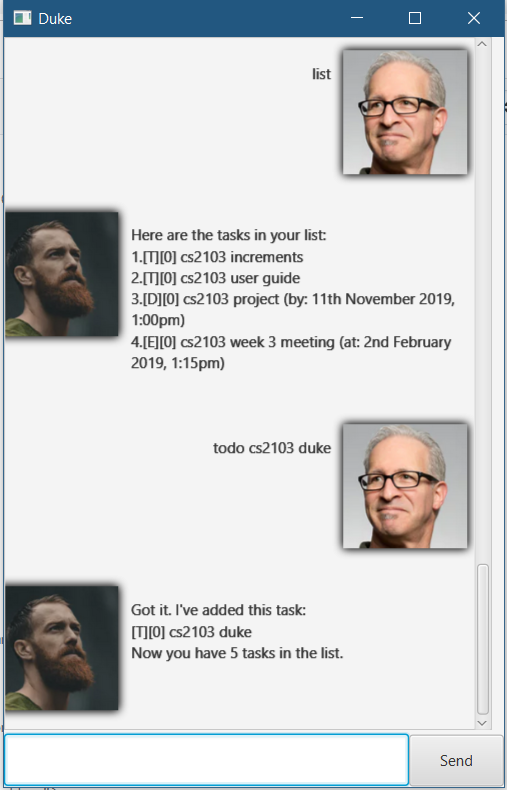 Duke
list
Here are the tasks in your list:
1.[T][0] cs2103 increments
2.[T][0] cs2103 user guide
3.[D][0] cs2103 project (by: 11th November 2019,
1:00pm)
4.[E][0] cs2103 week 3 meeting (at: 2nd February
2019, 1:15pm)
todo cs2103 duke
Got it. I've added this task:
[T][0] cs2103 duke
Now you have 5 tasks in the list.
Send